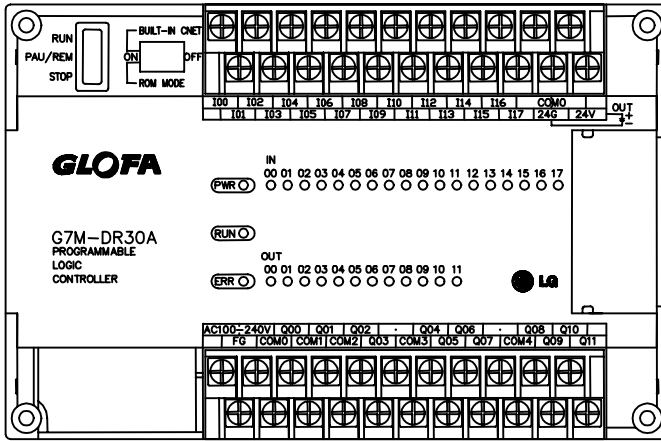 RUN
PAU/REM
STOP
BUILT-IN CNET
ON OFF
ROM MODE
I00 I02 I04 I06 I08 I10 I12 I14 I16 COM0
I01 I03 I05 I07 I09 I11 I13 I15 I17 24G 24V
OUT
+
-
GLOFA
IN
00 01 02 03 04 05 06 07 08 09 10 11 12 13 14 15 16 17
PWR
G7M-DR30A
PROGRAMMABLE
LOGIC
CONTROLLER
RUN
OUT
00 01 02 03 04 05 06 07 08 09 10 11
ERR
LG
AC100-240V Q00 Q01 Q02 · Q04 Q06 · Q08 Q10
FG COM0 COM1 COM2 Q03 COM3 Q05 Q07 COM4 Q09 Q11